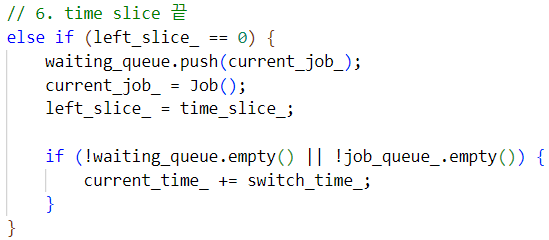 // 6. time slice 끝
else if (left_slice_ == 0) {
    waiting_queue.push(current_job_);
    current_job_ = Job();
    left_slice_ = time_slice_;

    if (!waiting_queue.empty() || !job_queue_.empty()) {
        current_time_ += switch_time_;
    }
}